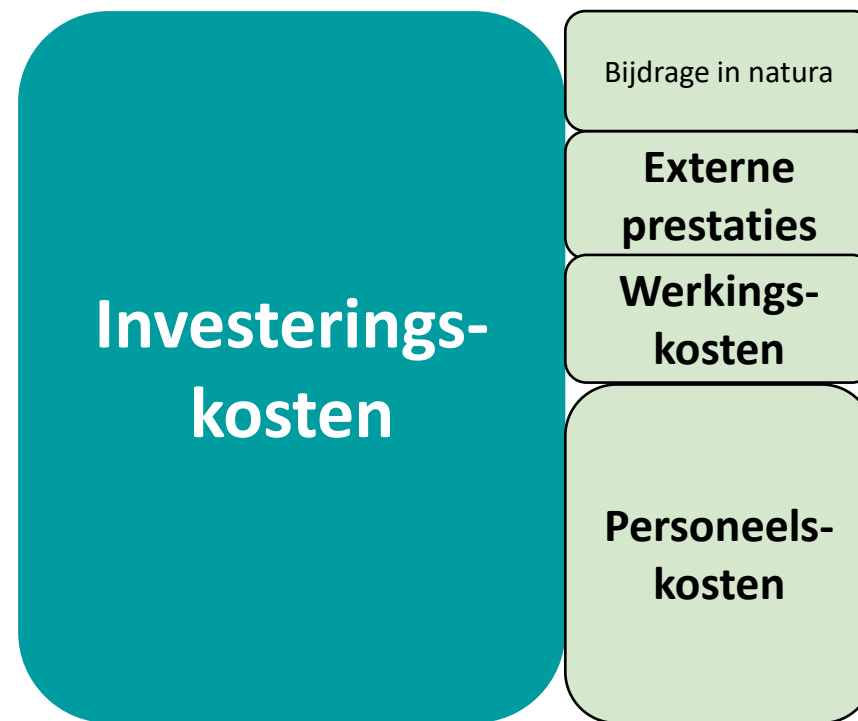 Investerings-
kosten
Bijdrage in natura
Externe
prestaties
Werkings-
kosten
Personeels-
kosten